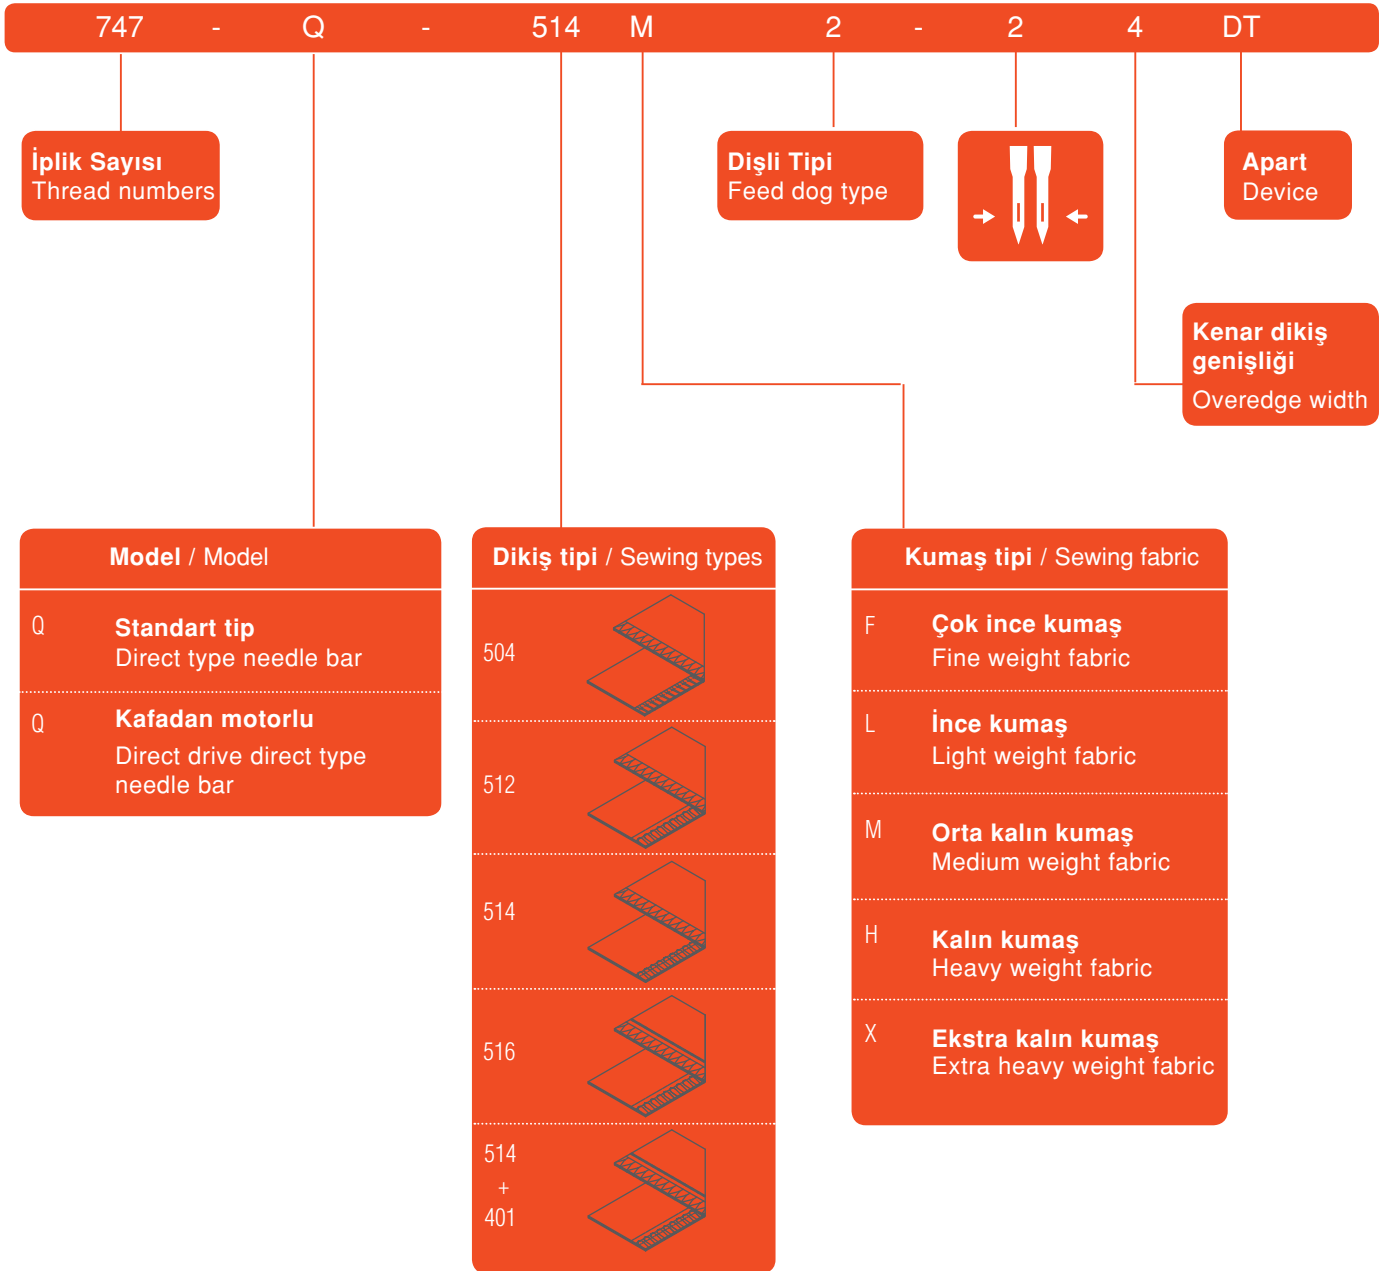 747 - Q - 514 M 2 - 2 4 DT
İplik Sayısı
Thread numbers
Dişli Tipi
Feed dog type
Apart
Device
Kenar dikiş
genişliği
Overedge width
Model / Model
Q
Standart tip
Direct type needle bar
Q
Kafadan motorlu
Direct drive direct type
needle bar
Dikiş tipi / Sewing types
504
512
514
516
514
+
401
Kumaş tipi / Sewing fabric
F
Çok ince kumaş
Fine weight fabric
L
İnce kumaş
Light weight fabric
M
Orta kalın kumaş
Medium weight fabric
H
Kalın kumaş
Heavy weight fabric
X
Ekstra kalın kumaş
Extra heavy weight fabric